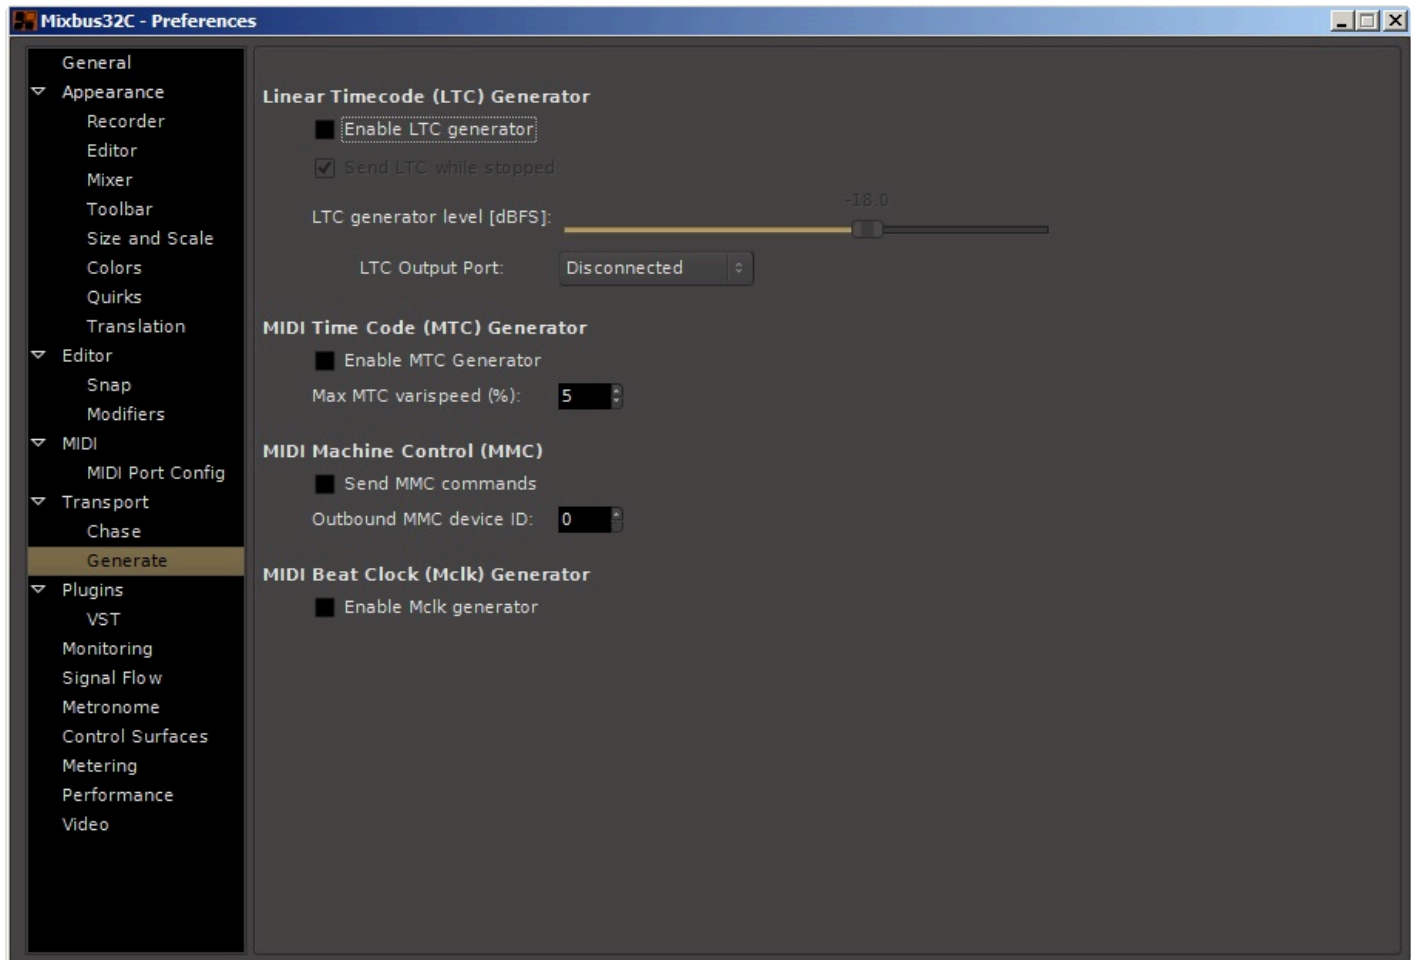 Mixbus32C - Preferences
General
Appearance
Recorder
Editor
Mixer
Toolbar
Size and Scale
Colors
Quirks
Translation
Editor
Snap
Modifiers
MIDI
MIDI Port Config
Transport
Chase
Generate
Plugins
VST
Monitoring
Signal Flow
Metronome
Control Surfaces
Metering
Performance
Video
Linear Timecode (LTC) Generator
Enable LTC generator
Send LTC while stopped
-18.0
LTC generator level [dBFS]:
LTC Output Port: Disconnected
MIDI Time Code (MTC) Generator
Enable MTC Generator
Max MTC varispeed (%): 5
MIDI Machine Control (MMC)
Send MMC commands
Outbound MMC device ID: 0
MIDI Beat Clock (Mclk) Generator
Enable Mclk generator